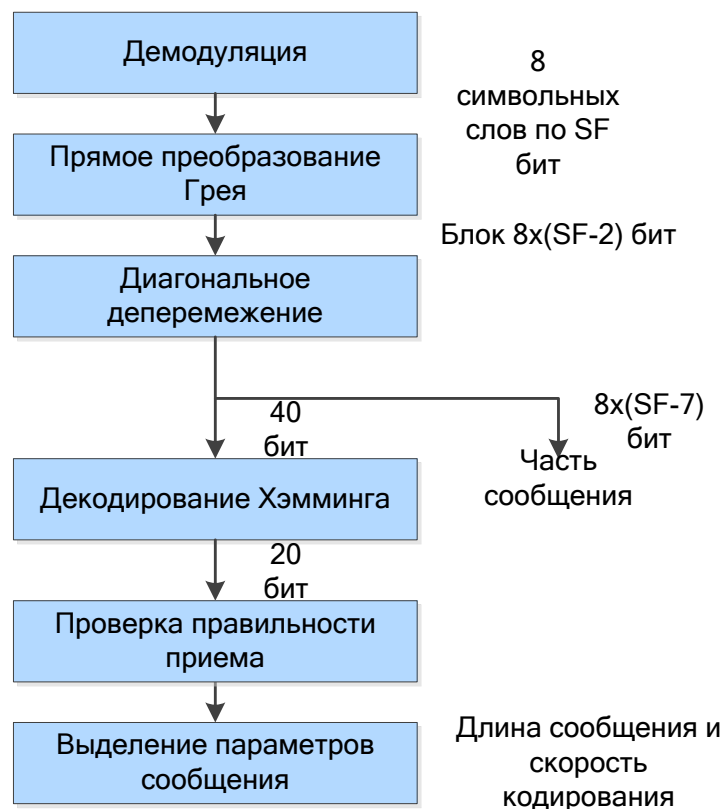 Демодуляция
8
символьных
слов по SF
бит
Прямое преобразование
Грея
Блок 8x(SF-2) бит
Диагональное
деперемежение
40
бит
8x(SF-7)
бит
Часть
сообщения
Декодирование Хэмминга
20
бит
Проверка правильности
приема
Выделение параметров
сообщения
Длина сообщения и
скорость
кодирования